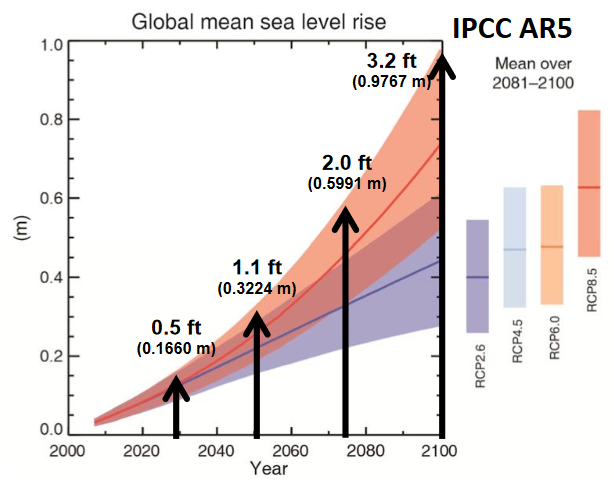 Global mean sea level rise
IPCC AR5
1.0
0.8
0.6
0.4
0.2
0.0
(m)
3.2 ft
(0.9767 m)
2.0 ft
(0.5991 m)
1.1 ft
(0.3224 m)
0.5 ft
(0.1660 m)
2000
2020
2040
2060
2080
2100
Year
Mean over
2081–2100
RCP2.6
RCP4.5
RCP6.0
RCP8.5